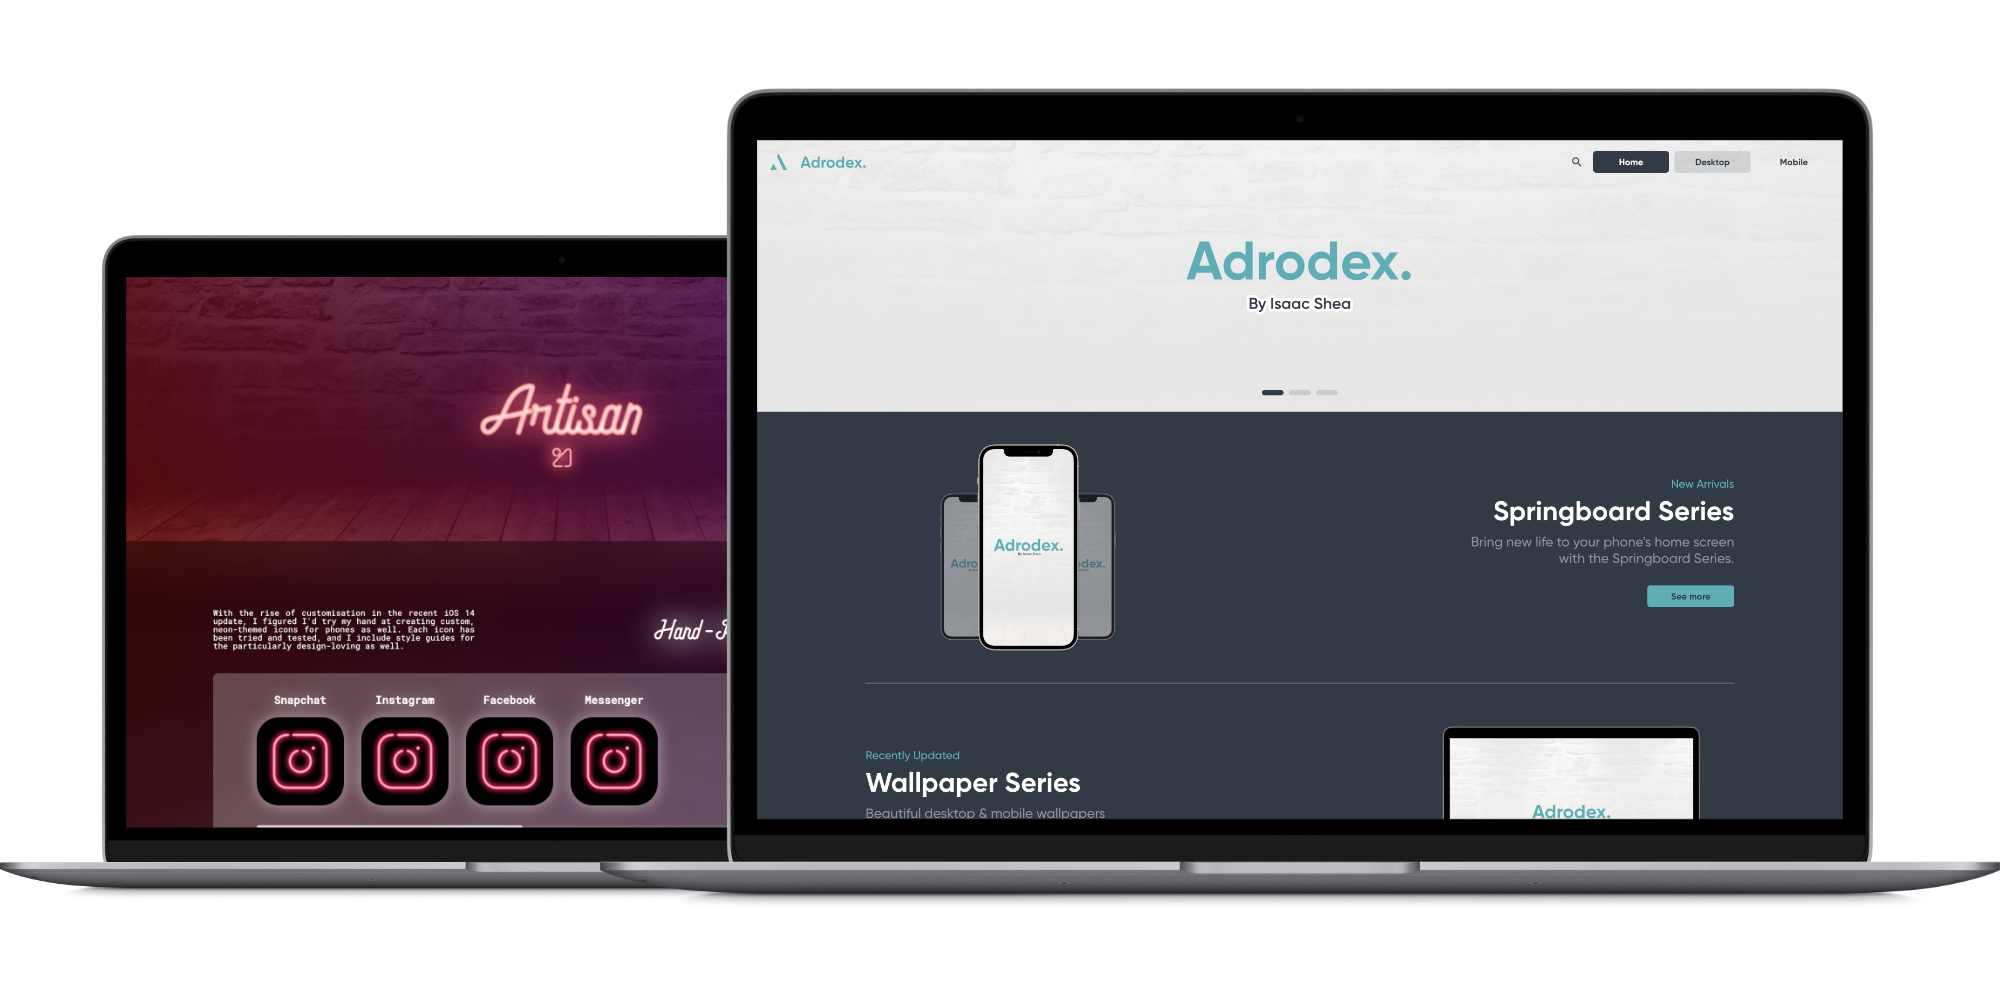 Artisan
With the rise of customisation in the recent iOS 14
update, I figured I'd try my hand at creating custom,
neon-themed icons for phones as well. Each icon has
been tried and tested, and I include style guides for
the particularly design-loving as well.
Hand-
Snapchat
Instagram
Facebook
Messenger
Adrodex.
Home
Desktop
Mobile
Adrodex.
By Isaac Shea
New Arrivals
Springboard Series
Bring new life to your phone's home screen
with the Springboard Series.
See more
Adro
Adrodex.
By Isaac Shea
odex.
Recently Updated
Wallpaper Series
Beautiful desktop & mobile wallpapers
Adrodex.